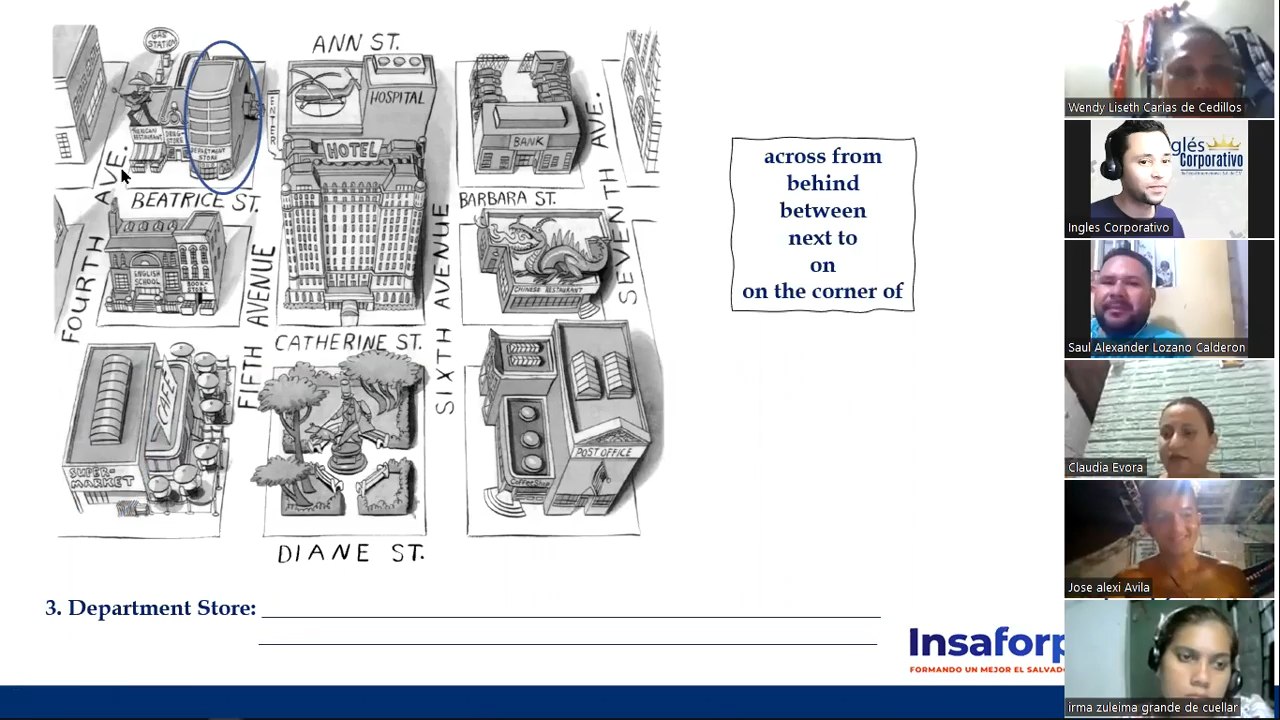 ANN ST.
GAS
STATION
HOSPITAL
MEXICAN
RESTAURANT
DRUG
STORE
DEPARTMENT
STORE
HOTEL
BANK
AVE.
AVE.
BEATRICE ST.
BARBARA ST.
FOURTH
FIFTH AVENUE
SIXTH AVENUE
SEVENTH
ENGLISH
SCHOOL
BOOK
STORE
CHINESE RESTAURANT
CATHERINE ST.
CAFE
SUPER-
MARKET
POST OFFICE
Coffee Shop
DIANE ST.
across from
behind
between
next to
on
on the corner of
3. Department Store:
Insaforp
FORMANDO UN MEJOR EL SALVADO
Wendy Liseth Carias de Cedillos
glés
Corporativo
Ingles Corporativo
Saul Alexander Lozano Calderon
Claudia Evora
Jose alexi Avila
irma zuleima grande de cuellar